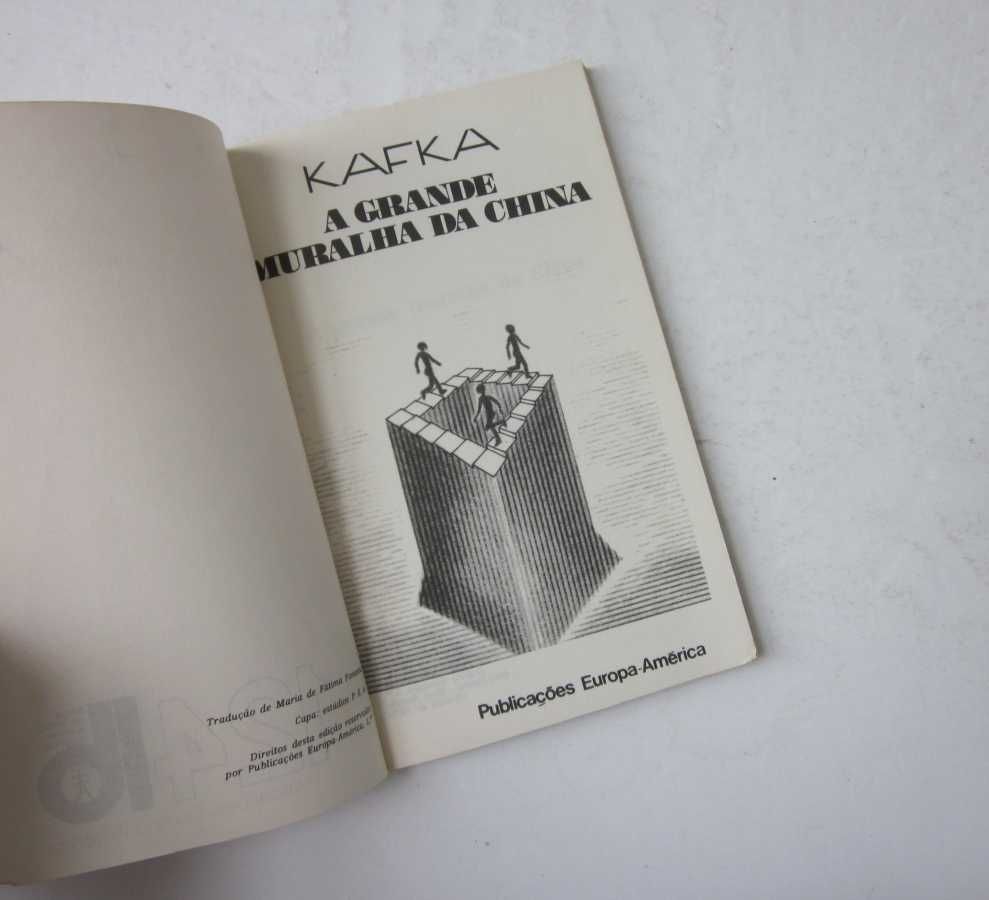 KAFKA
A GRANDE
MURALHA DA CHINA
Publicações Europa-América
Tradução de Maria de Fátima
Capa: estúdios P. E. A.
Direitos desta edição
por Publicações Europa-América, L.